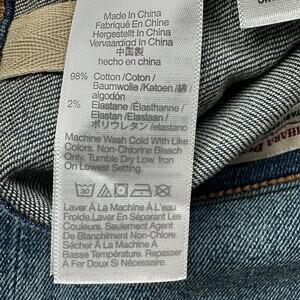 Made In China
Fabriqué En Chine
Hergestellt In China
Vervaardigd In China
中国製
hecho en chino
98% Cotton /Coton /
Baumwolle /Katoen /綿/
algodón
2% Elastane /Élasthanne /
Elastan /Elastaan /
ポリウレタン /elastano
Machine Wash Cold With Like
Colors. Non-Chlorine Bleach
Only. Tumble Dry Low. Iron
On Lowest Setting.
Laver À La Machine À L'eau
Froide.Laver En Séparant Les
Couleurs. Seulement Agent
De Blanchiment Non-Chlore.
Sécher À La Machine À
Basse Température. Repasser
À Fer Doux Si Nécessaire.